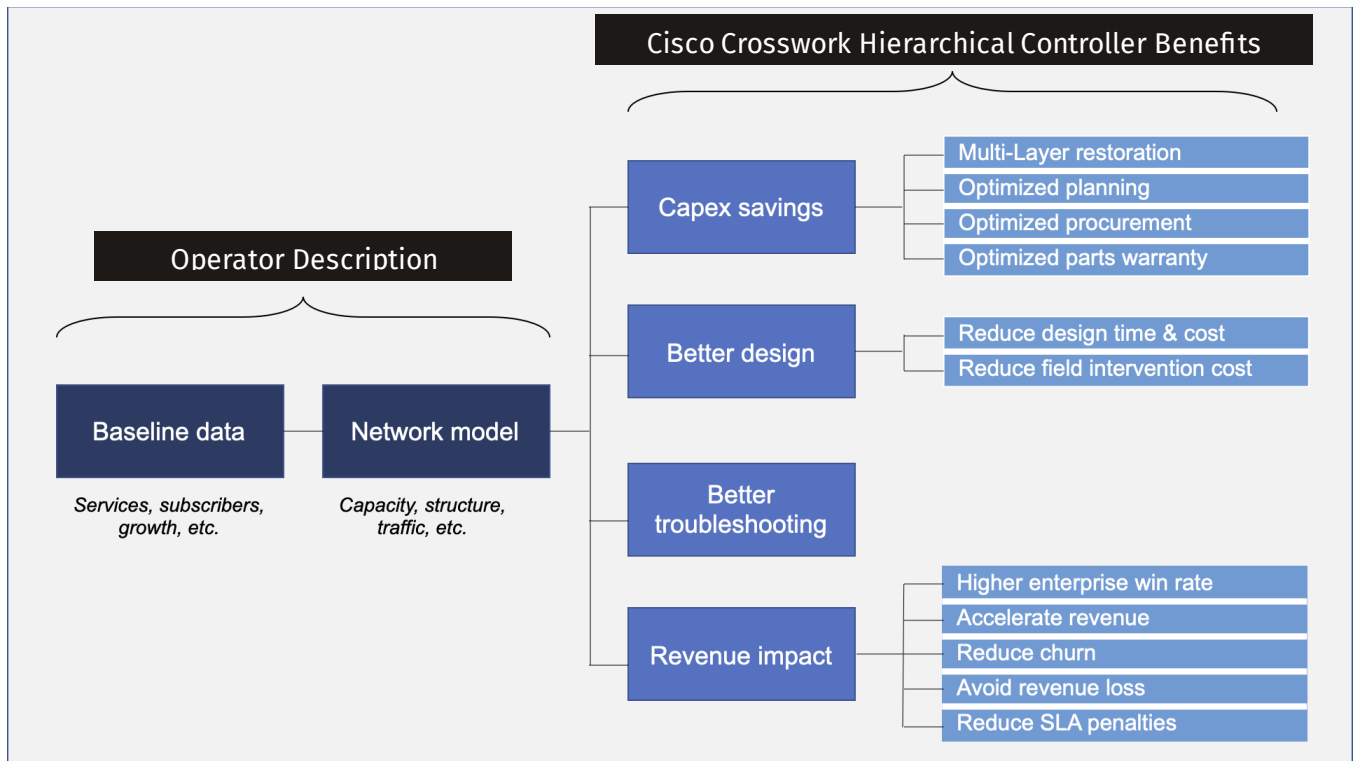 Cisco Crosswork Hierarchical Controller Benefits
Operator Description
Baseline data
Services, subscribers,
growth, etc.
Network model
Capacity, structure,
traffic, etc.
Capex savings
Multi-Layer restoration
Optimized planning
Optimized procurement
Optimized parts warranty
Better design
Reduce design time & cost
Reduce field intervention cost
Better
troubleshooting
Revenue impact
Higher enterprise win rate
Accelerate revenue
Reduce churn
Avoid revenue loss
Reduce SLA penalties